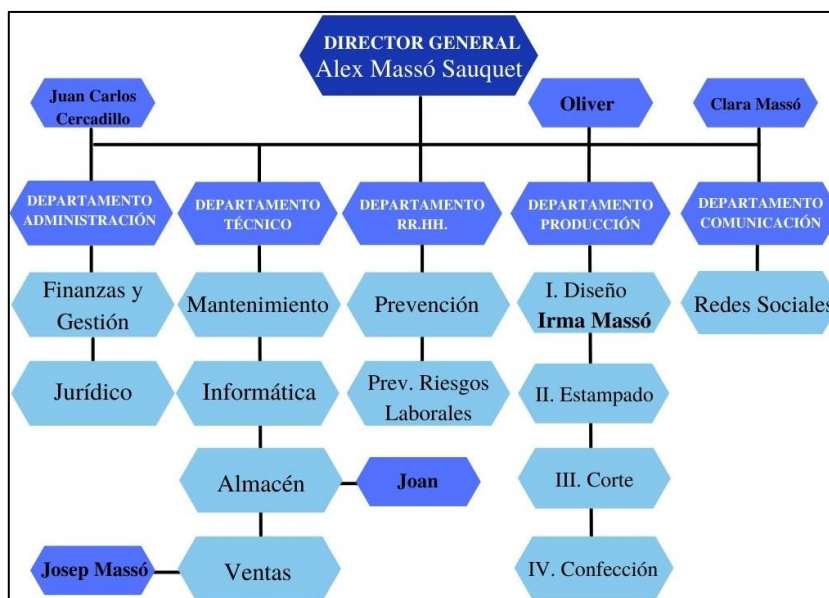 DIRECTOR GENERAL
Alex Massó Sauquet
Juan Carlos
Cercadillo
Oliver
Clara Massó
DEPARTAMENTO
ADMINISTRACIÓN
DEPARTAMENTO
TÉCNICO
DEPARTAMENTO
RR.HH.
DEPARTAMENTO
PRODUCCIÓN
DEPARTAMENTO
COMUNICACIÓN
Finanzas y
Gestión
Mantenimiento
Prevención
I. Diseño
Irma Massó
Redes Sociales
Jurídico
Informática
Prev. Riesgos
Laborales
II. Estampado
Almacén
Joan
III. Corte
Josep Massó
Ventas
IV. Confección